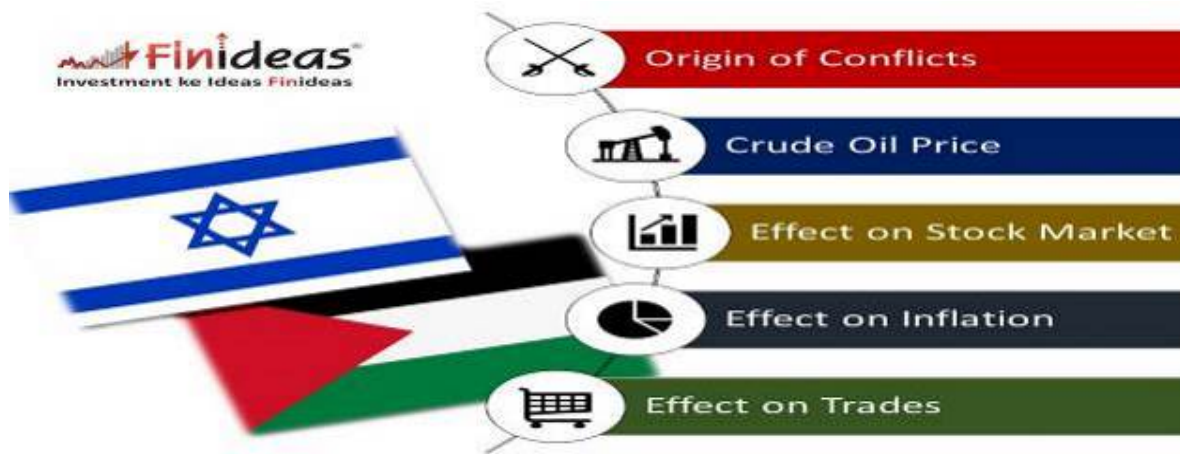 Finideas
Investment ke Ideas Finideas
Origin of Conflicts
Crude Oil Price
Effect on Stock Market
Effect on Inflation
Effect on Trades